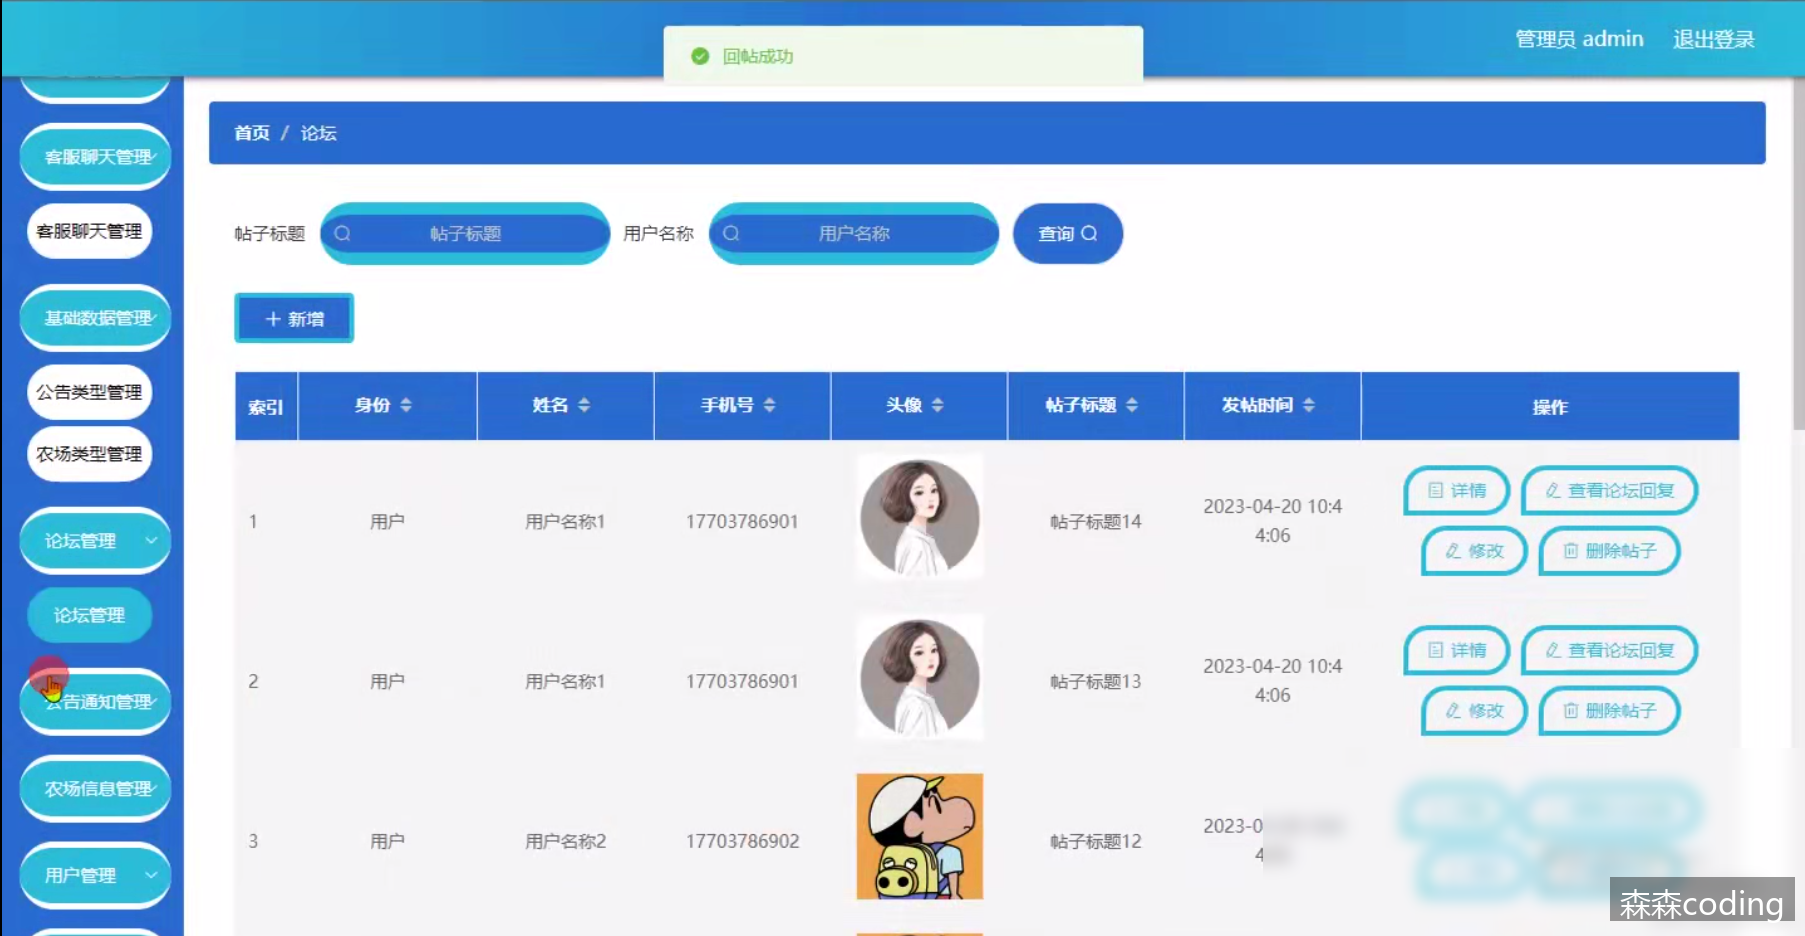 管理员 admin 退出登录
回帖成功
首页 / 论坛
客服聊天管理
客服聊天管理
基础数据管理
公告类型管理
农场类型管理
论坛管理
论坛管理
公告通知管理
农场信息管理
用户管理
帖子标题 帖子标题 用户名称 用户名称 查询
新增
索引 身份 姓名 手机号 头像 帖子标题 发帖时间 操作
1 用户 用户名称1 17703786901 帖子标题14 2023-04-20 10:4
4:06
详情 查看论坛回复
修改 删除帖子
2 用户 用户名称1 17703786901 帖子标题13 2023-04-20 10:4
4:06
详情 查看论坛回复
修改 删除帖子
3 用户 用户名称2 17703786902 帖子标题12 2023-0
4
森森coding